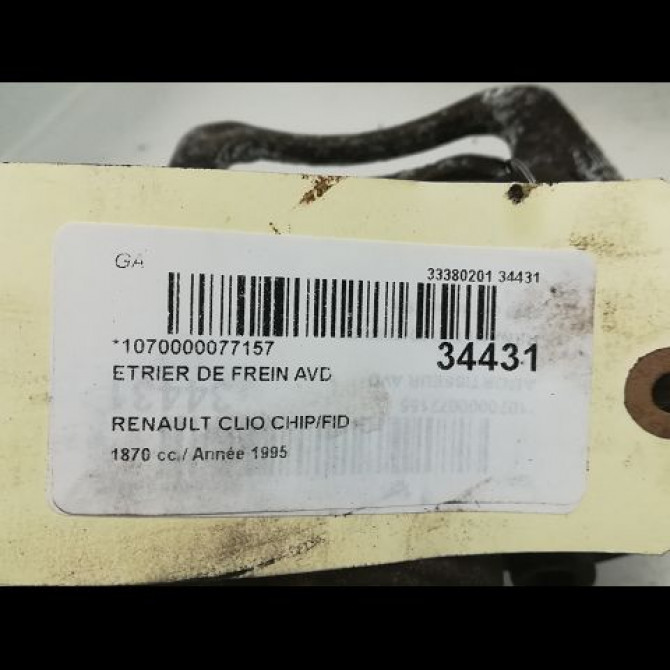 GA
33380201 34431
*1070000077157
34431
ETRIER DE FREIN AVD
RENAULT CLIO CHIP/FID
1870 cc./ Année 1995